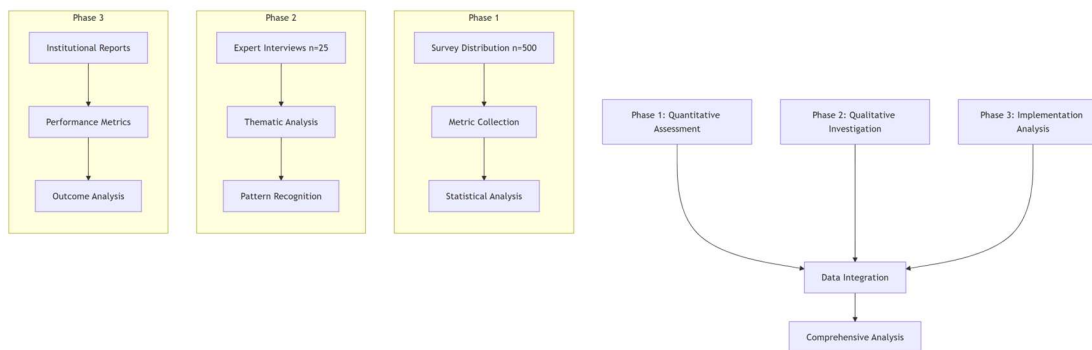 Phase 3
Institutional Reports
Performance Metrics
Outcome Analysis
Phase 2
Expert Interviews n=25
Thematic Analysis
Pattern Recognition
Phase 1
Survey Distribution n=500
Metric Collection
Statistical Analysis
Phase 1: Quantitative
Assessment
Phase 2: Qualitative
Investigation
Phase 3: Implementation
Analysis
Data Integration
Comprehensive Analysis